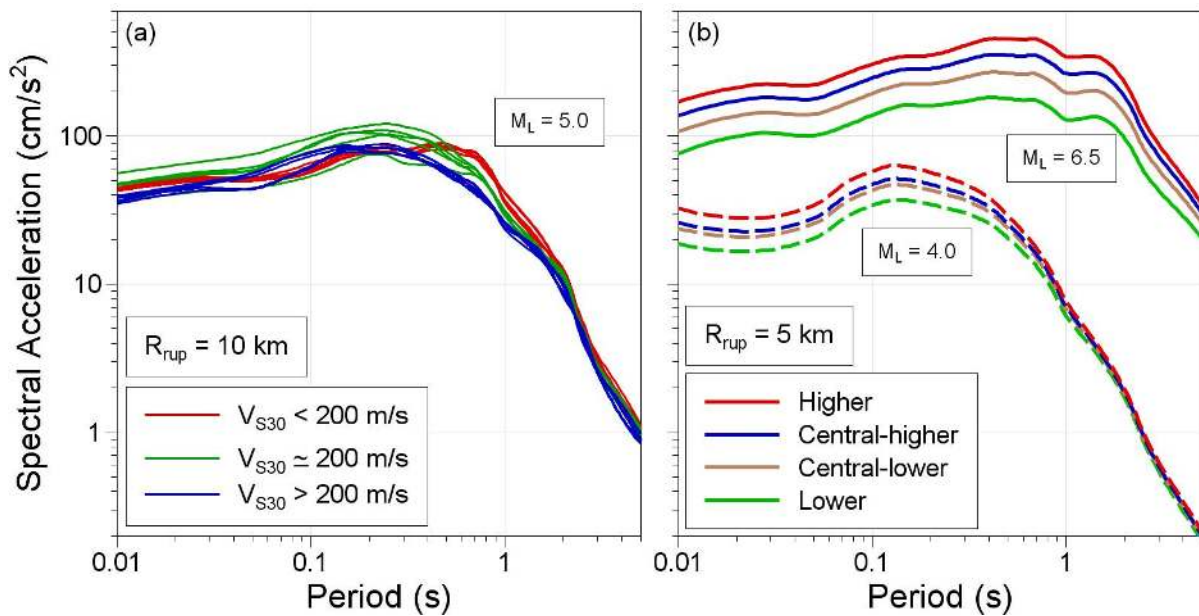 Spectral Acceleration (cm/s²)
100
10
1
(a)
M_L = 5.0
R_rup = 10 km
V_S30 < 200 m/s
V_S30 ≃ 200 m/s
V_S30 > 200 m/s
0.01 0.1 1
Period (s)
(b)
M_L = 6.5
M_L = 4.0
R_rup = 5 km
Higher
Central-higher
Central-lower
Lower
0.01 0.1 1
Period (s)